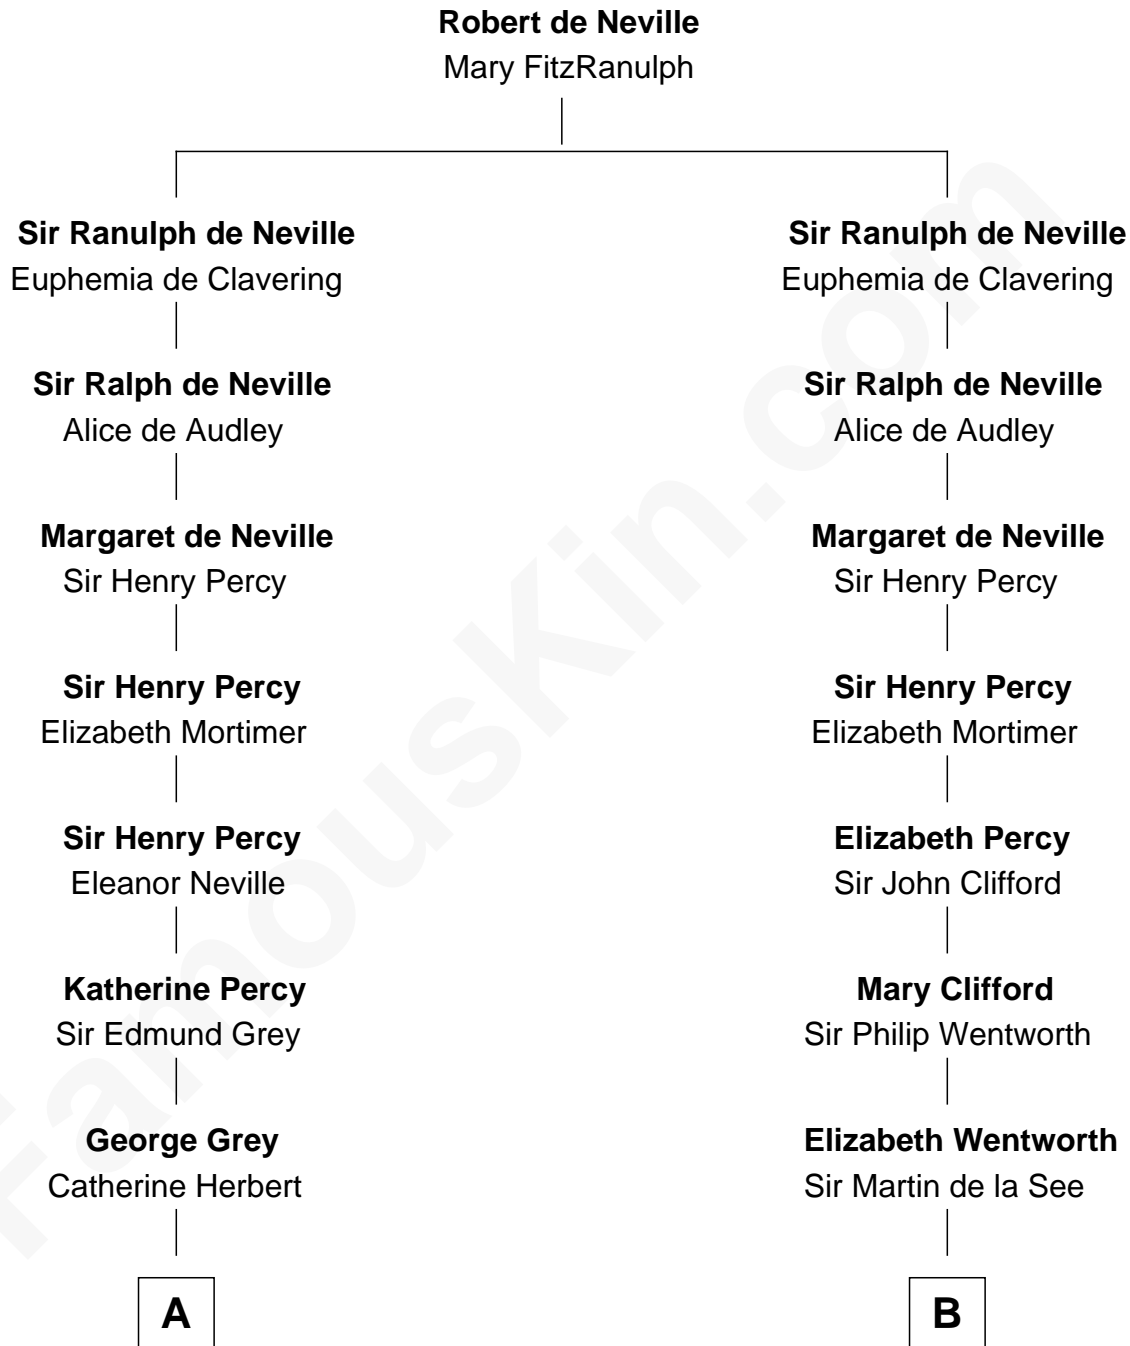 Robert de Neville
Mary FitzRanulph
Sir Ranulph de Neville
Euphemia de Clavering
Sir Ranulph de Neville
Euphemia de Clavering
Sir Ralph de Neville
Alice de Audley
Sir Ralph de Neville
Alice de Audley
Margaret de Neville
Sir Henry Percy
Margaret de Neville
Sir Henry Percy
Sir Henry Percy
Elizabeth Mortimer
Sir Henry Percy
Elizabeth Mortimer
Sir Henry Percy
Eleanor Neville
Elizabeth Percy
Sir John Clifford
Katherine Percy
Sir Edmund Grey
Mary Clifford
Sir Philip Wentworth
George Grey
Catherine Herbert
Elizabeth Wentworth
Sir Martin de la See
A
B
FamousKin.com